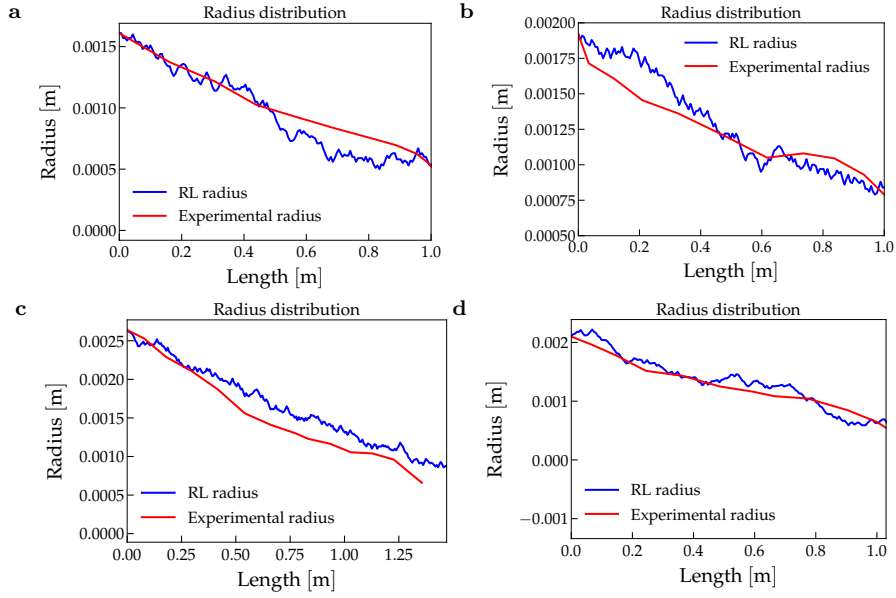 a
Radius distribution
Radius [m]
0.0015
0.0010
0.0005
0.0000
RL radius
Experimental radius
0.0
0.2
0.4
0.6
0.8
1.0
Length [m]
b
Radius distribution
Radius [m]
0.00200
0.00175
0.00150
0.00125
0.00100
0.00075
0.00050
RL radius
Experimental radius
0.0
0.2
0.4
0.6
0.8
1.0
Length [m]
c
Radius distribution
Radius [m]
0.0025
0.0020
0.0015
0.0010
0.0005
0.0000
RL radius
Experimental radius
0.00
0.25
0.50
0.75
1.00
1.25
Length [m]
d
Radius distribution
Radius [m]
0.002
0.001
0.000
−0.001
RL radius
Experimental radius
0.0
0.2
0.4
0.6
0.8
1.0
Length [m]